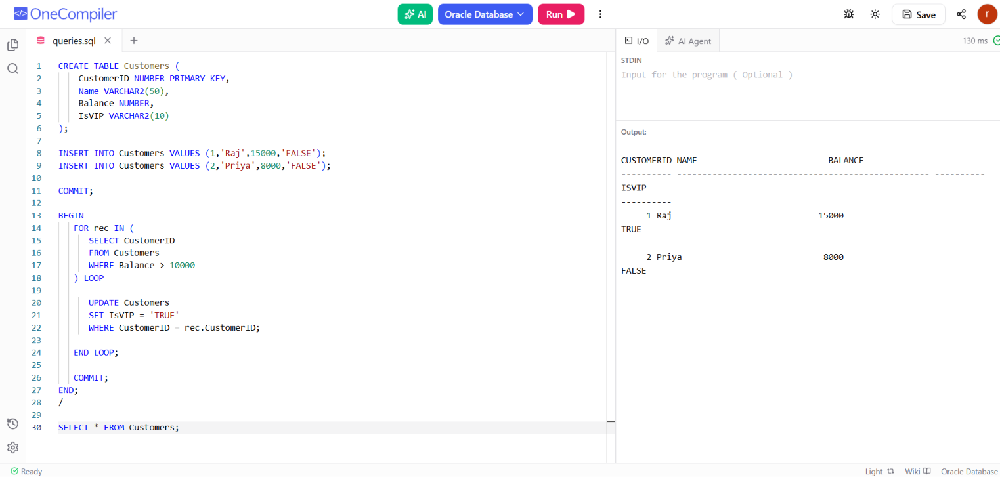 </> OneCompiler
AI
Oracle Database
Run
Save
r
queries.sql
I/O
AI Agent
130 ms
1 CREATE TABLE Customers (
2 CustomerID NUMBER PRIMARY KEY,
3 Name VARCHAR2(50),
4 Balance NUMBER,
5 IsVIP VARCHAR2(10)
6 );
7
8 INSERT INTO Customers VALUES (1,'Raj',15000,'FALSE');
9 INSERT INTO Customers VALUES (2,'Priya',8000,'FALSE');
10
11 COMMIT;
12
13 BEGIN
14 FOR rec IN (
15 SELECT CustomerID
16 FROM Customers
17 WHERE Balance > 10000
18 ) LOOP
19
20 UPDATE Customers
21 SET IsVIP = 'TRUE'
22 WHERE CustomerID = rec.CustomerID;
23
24 END LOOP;
25
26 COMMIT;
27 END;
28 /
29
30 SELECT * FROM Customers;
STDIN
Input for the program ( Optional )
Output:
CUSTOMERID NAME BALANCE
---------- -------------------------------------------------- ----------
ISVIP
----------
1 Raj 15000
TRUE
2 Priya 8000
FALSE
Ready
Light
Wiki
Oracle Database